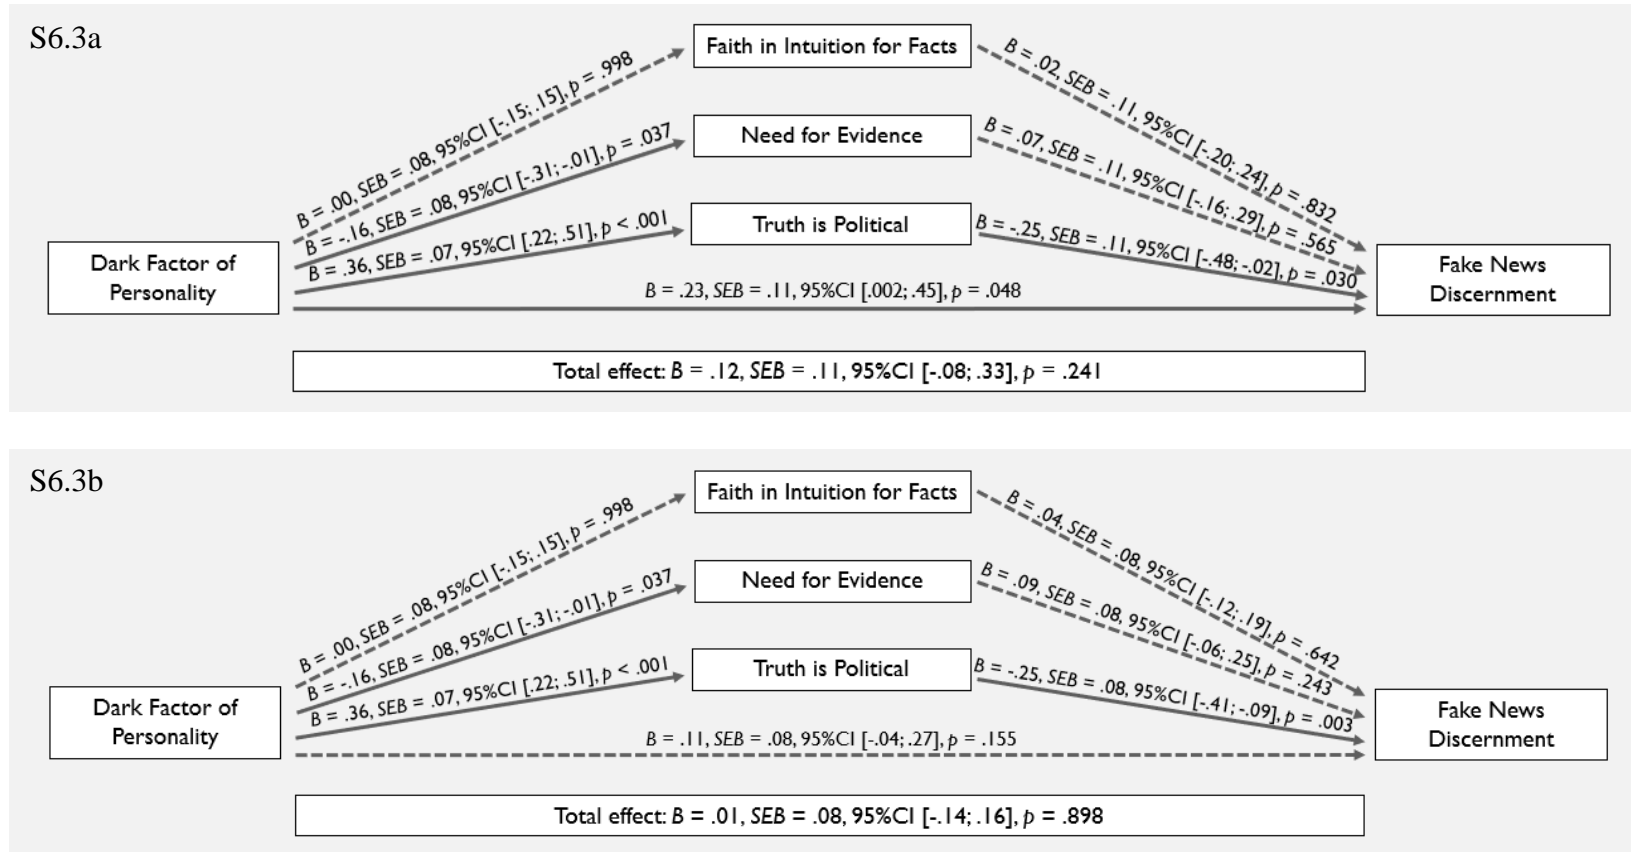 S6.3a
Faith in Intuition for Facts
B = .00, SEB = .08, 95%CI [-.15; .15], p = .998
B = .02, SEB = .11, 95%CI [-.20; .24], p = .832
Need for Evidence
B = -.16, SEB = .08, 95%CI [-.31; -.01], p = .037
B = .07, SEB = .11, 95%CI [-.16; .29], p = .565
Truth is Political
B = .36, SEB = .07, 95%CI [.22; .51], p < .001
B = -.25, SEB = .11, 95%CI [-.48; -.02], p = .030
Dark Factor of
Personality
Fake News
Discernment
B = .23, SEB = .11, 95%CI [.002; .45], p = .048
Total effect: B = .12, SEB = .11, 95%CI [-.08; .33], p = .241
S6.3b
Faith in Intuition for Facts
B = .00, SEB = .08, 95%CI [-.15; .15], p = .998
B = .04, SEB = .08, 95%CI [-.12; .19], p = .642
Need for Evidence
B = -.16, SEB = .08, 95%CI [-.31; -.01], p = .037
B = .09, SEB = .08, 95%CI [-.06; .25], p = .243
Truth is Political
B = .36, SEB = .07, 95%CI [.22; .51], p < .001
B = -.25, SEB = .08, 95%CI [-.41; -.09], p = .003
Dark Factor of
Personality
Fake News
Discernment
B = .11, SEB = .08, 95%CI [-.04; .27], p = .155
Total effect: B = .01, SEB = .08, 95%CI [-.14; .16], p = .898